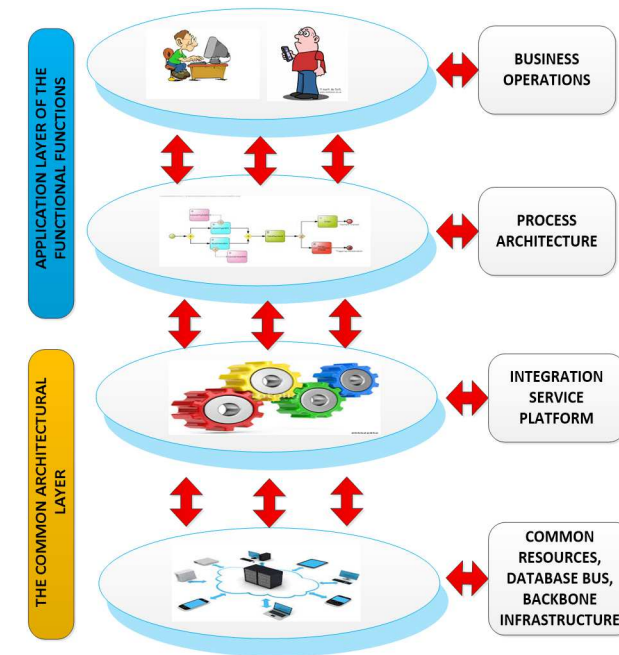 APPLICATION LAYER OF THE
FUNCTIONAL FUNCTIONS
BUSINESS
OPERATIONS
PROCESS
ARCHITECTURE
THE COMMON ARCHITECTURAL
LAYER
INTEGRATION
SERVICE
PLATFORM
COMMON
RESOURCES,
DATABASE BUS,
BACKBONE
INFRASTRUCTURE